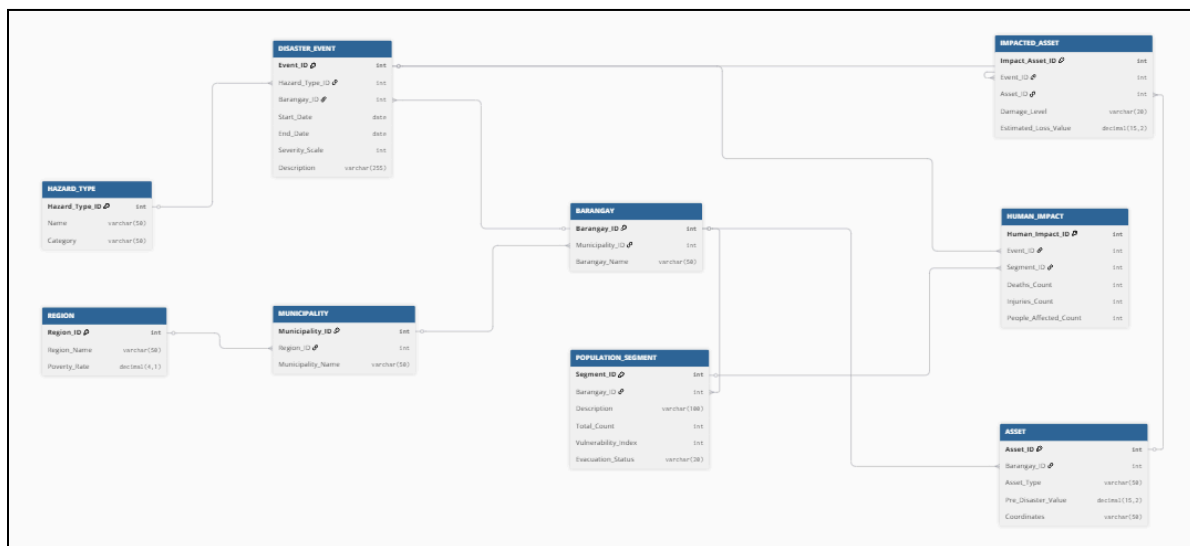 DISASTER_EVENT
Event_ID int
Hazard_Type_ID int
Barangay_ID int
Start_Date date
End_Date date
Severity_Scale int
Description varchar(255)
IMPACTED_ASSET
Impact_Asset_ID int
Event_ID int
Asset_ID int
Damage_Level varchar(20)
Estimated_Loss_Value decimal(15,2)
HAZARD_TYPE
Hazard_Type_ID int
Name varchar(50)
Category varchar(50)
BARANGAY
Barangay_ID int
Municipality_ID int
Barangay_Name varchar(50)
HUMAN_IMPACT
Human_Impact_ID int
Event_ID int
Segment_ID int
Deaths_Count int
Injuries_Count int
People_Affected_Count int
REGION
Region_ID int
Region_Name varchar(50)
Poverty_Rate decimal(4,1)
MUNICIPALITY
Municipality_ID int
Region_ID int
Municipality_Name varchar(50)
POPULATION_SEGMENT
Segment_ID int
Barangay_ID int
Description varchar(100)
Total_Count int
Vulnerability_Index int
Evacuation_Status varchar(20)
ASSET
Asset_ID int
Barangay_ID int
Asset_Type varchar(50)
Pre_Disaster_Value decimal(15,2)
Coordinates varchar(50)